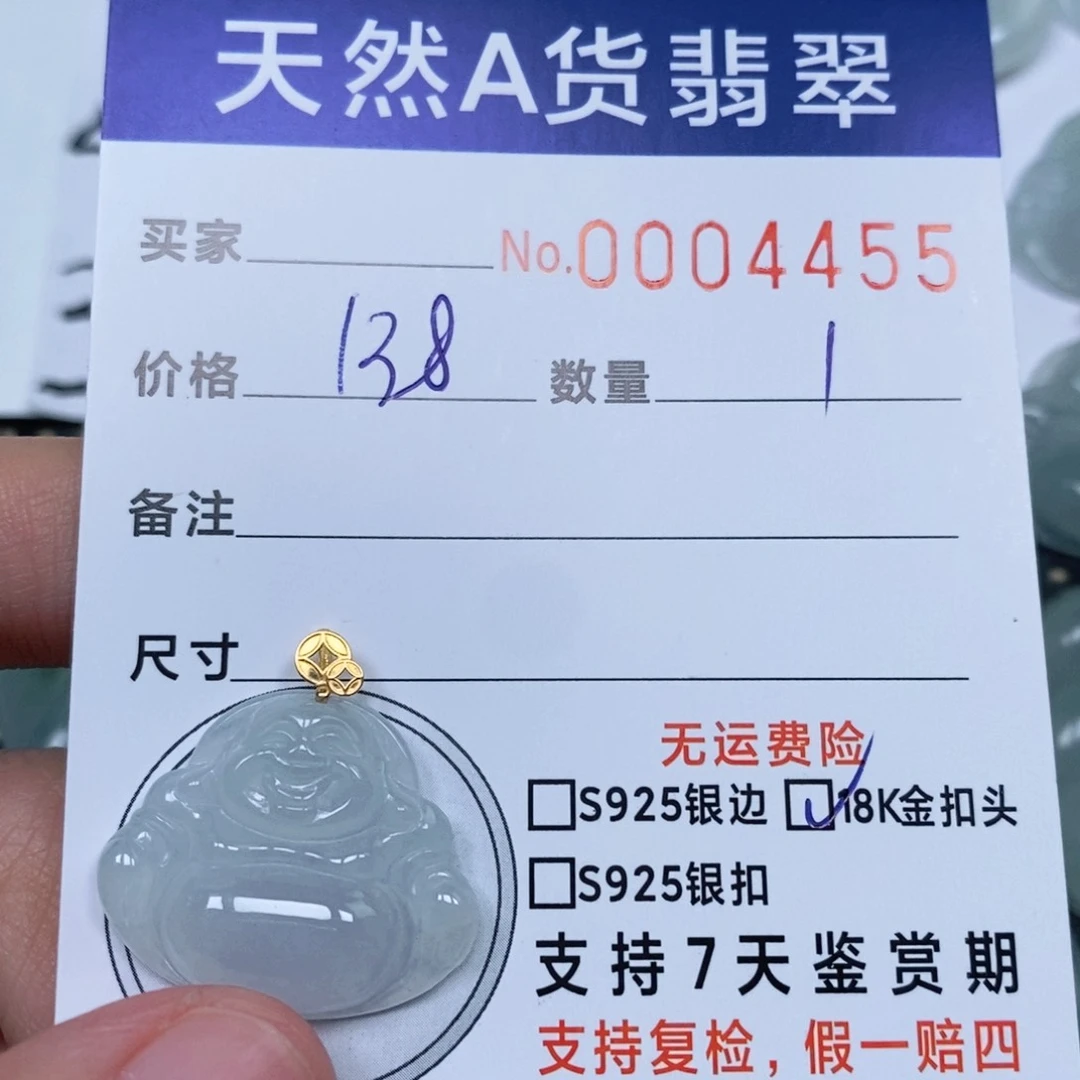 天然A货翡翠
买家 No.0004455
价格 138 数量 1
备注
尺寸
无运费险
S925银边 18K金扣头
S925银扣
支持7天鉴赏期
支持复检，假一赔四